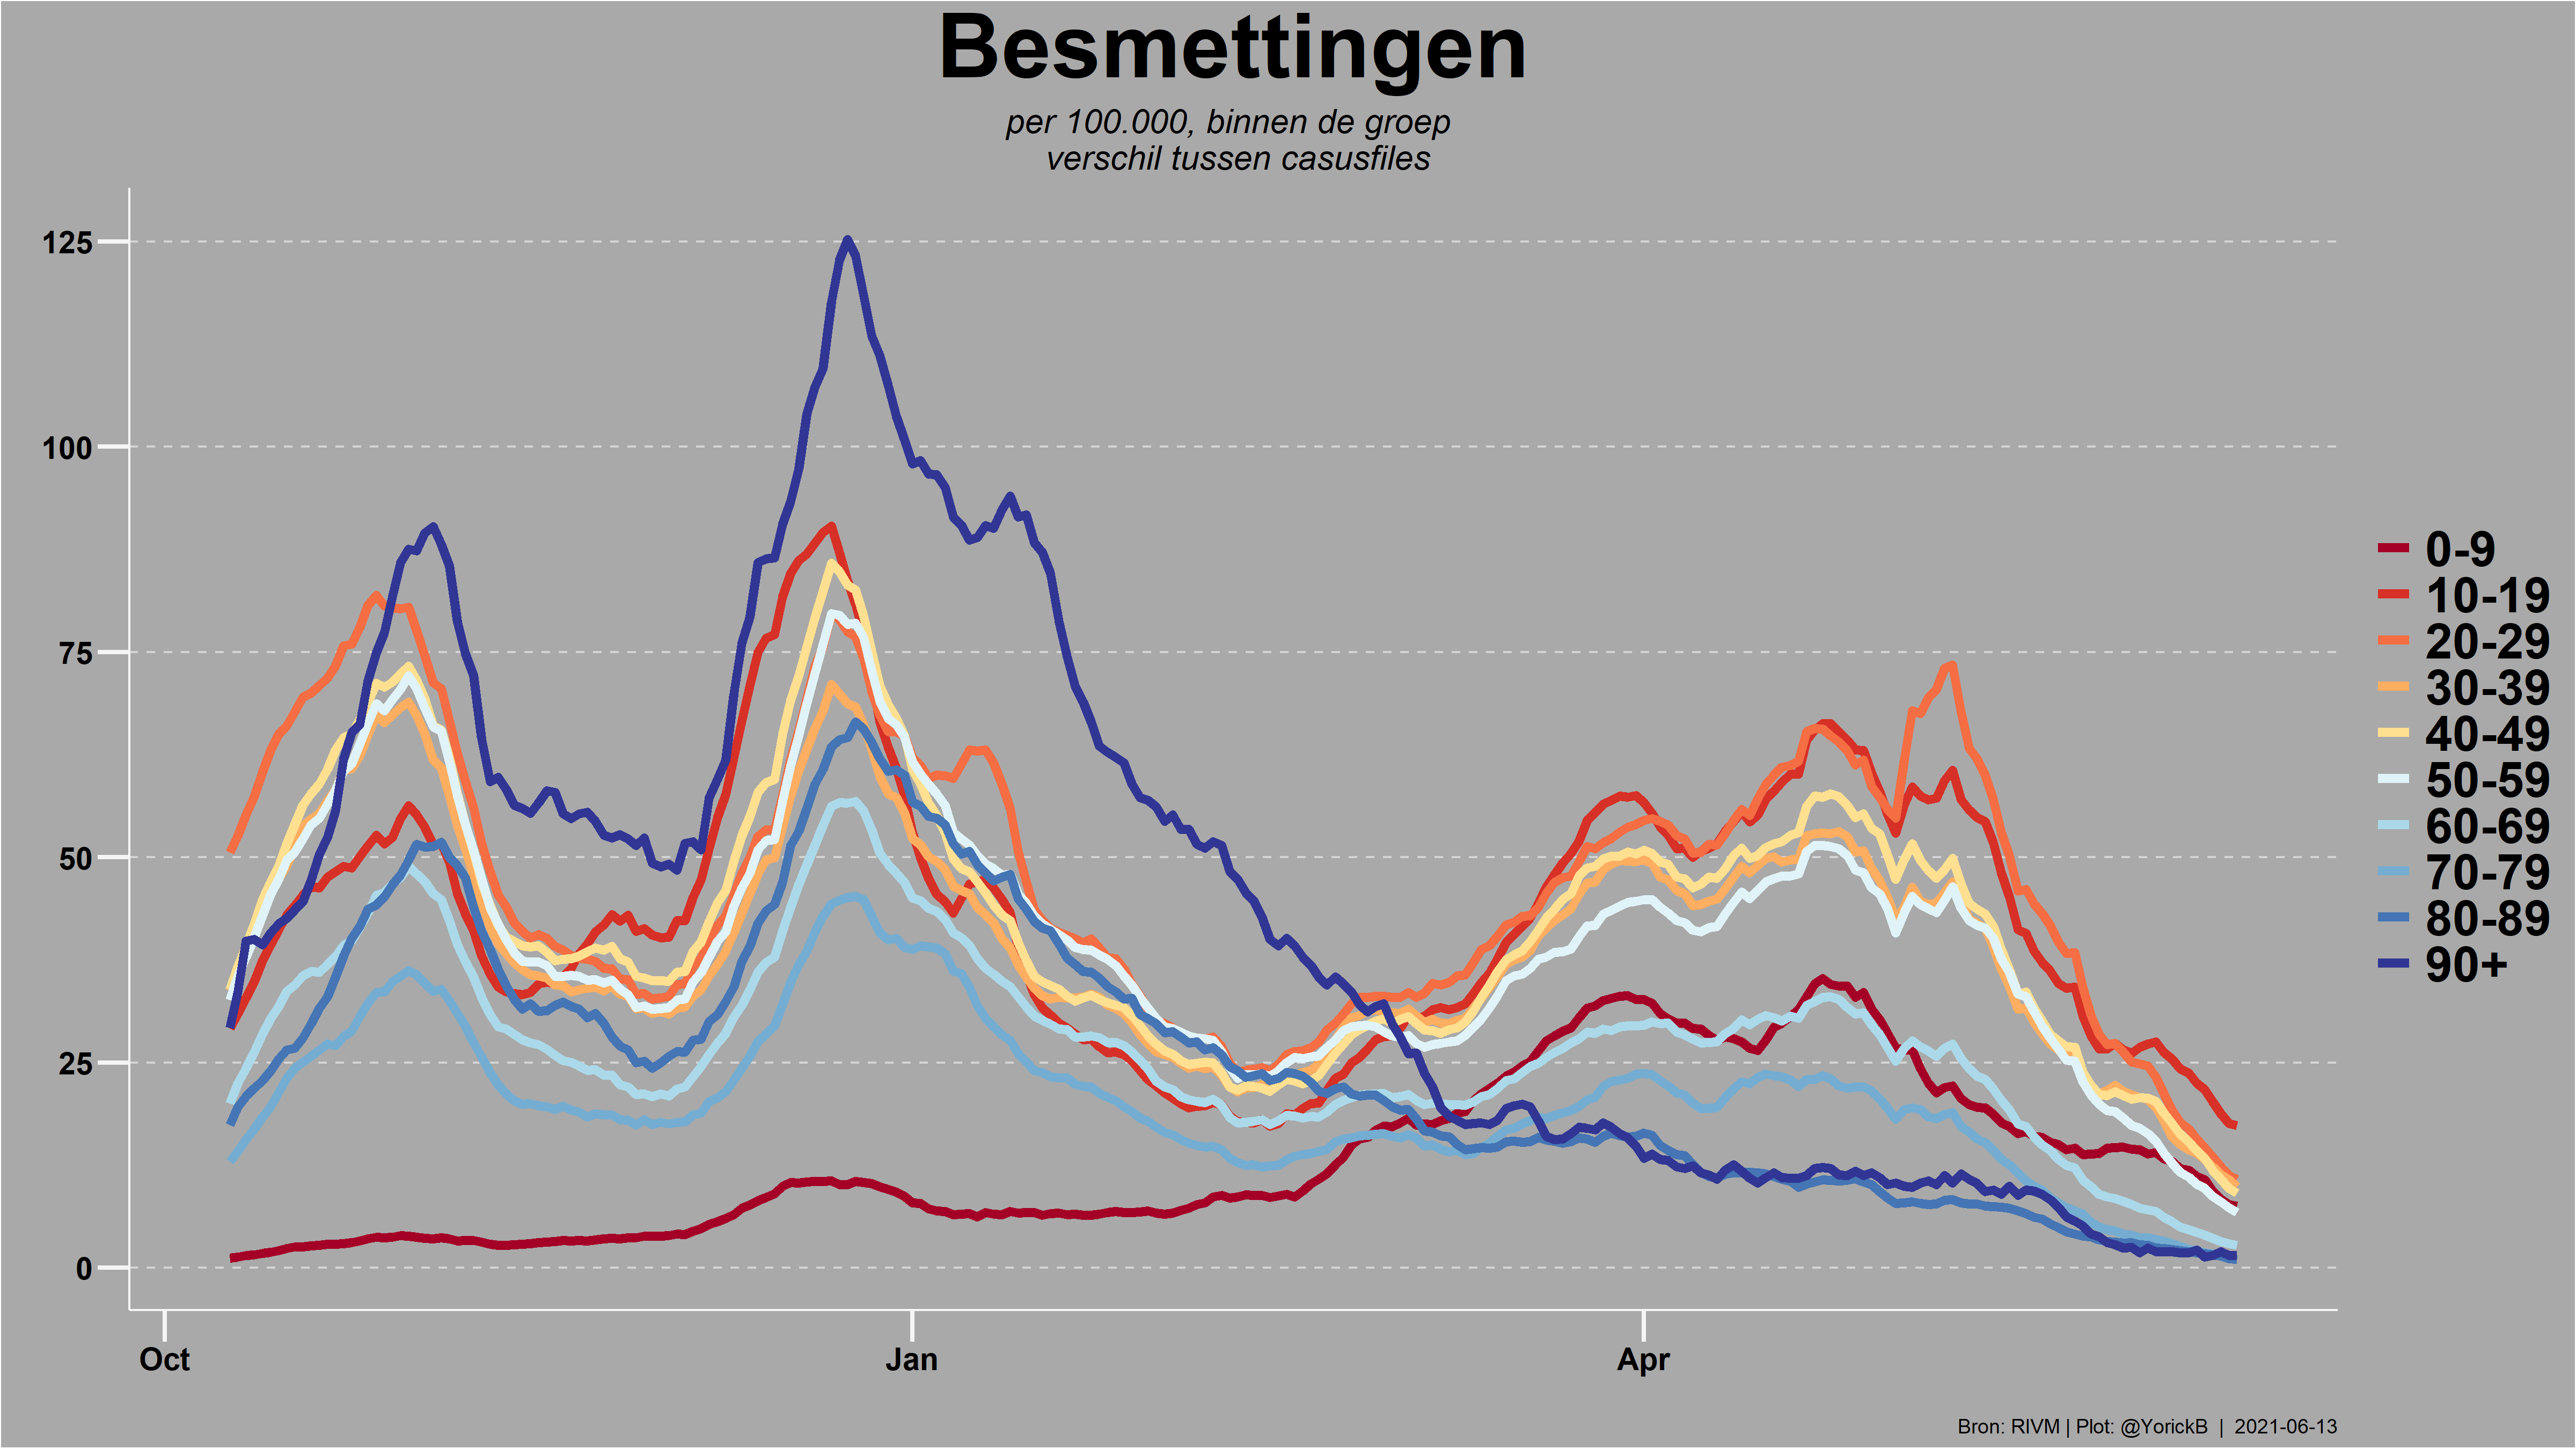 Besmettingen
per 100.000, binnen de groep
verschil tussen casusfiles
125
100
75
50
25
0
Oct
Jan
Apr
0-9
10-19
20-29
30-39
40-49
50-59
60-69
70-79
80-89
90+
Bron: RIVM | Plot: @YorickB | 2021-06-13